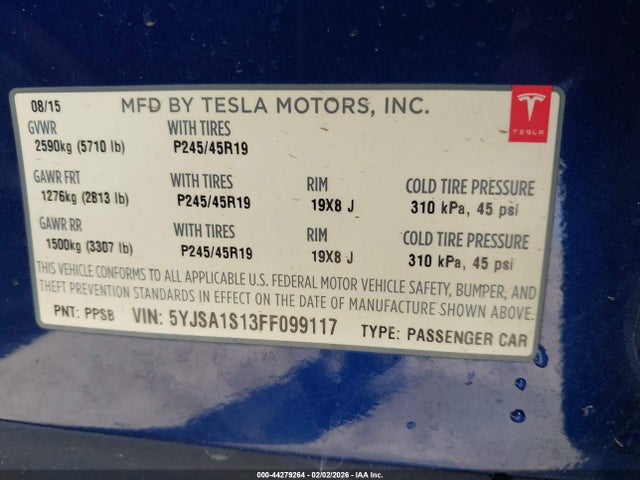 08/15 MFD BY TESLA MOTORS, INC.
TESLA
GVWR WITH TIRES
2590kg (5710 lb) P245/45R19
GAWR FRT WITH TIRES RIM COLD TIRE PRESSURE
1276kg (2813 lb) P245/45R19 19X8 J 310 kPa, 45 psi
GAWR RR WITH TIRES RIM COLD TIRE PRESSURE
1500kg (3307 lb) P245/45R19 19X8 J 310 kPa, 45 psi
THIS VEHICLE CONFORMS TO ALL APPLICABLE U.S. FEDERAL MOTOR VEHICLE SAFETY, BUMPER, AND
THEFT PREVENTION STANDARDS IN EFFECT ON THE DATE OF MANUFACTURE SHOWN ABOVE.
PNT: PPSB VIN: 5YJSA1S13FF099117 TYPE: PASSENGER CAR
000-44279264 | 02/02/2026 - IAA Inc.